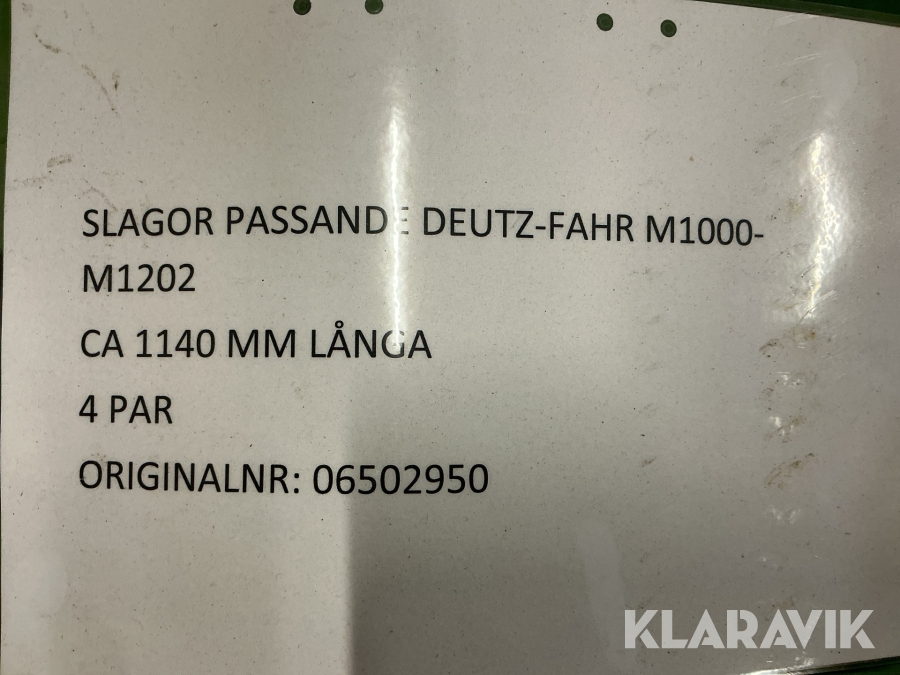 SLAGOR PASSANDE DEUTZ-FAHR M1000-
M1202
CA 1140 MM LÅNGA
4 PAR
ORIGINALNR: 06502950
KLARAVIK